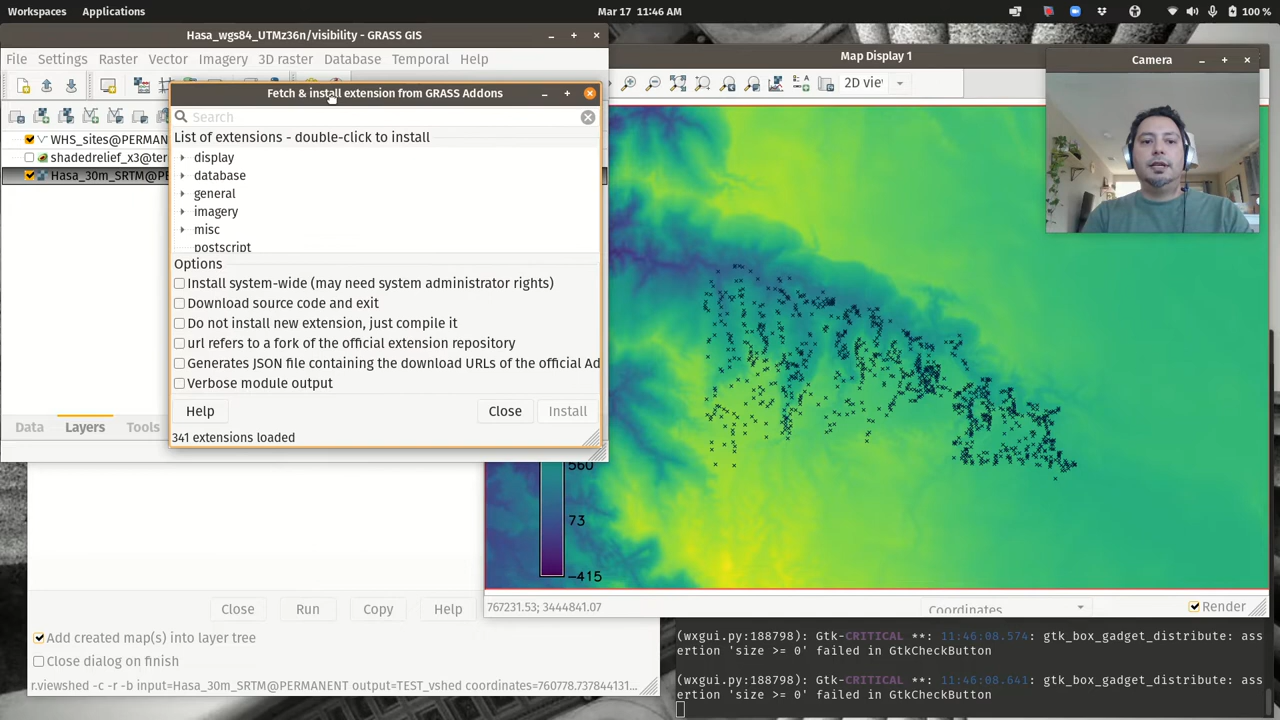 Workspaces Applications Mar 17 11:46 AM 100 %
Hasa_wgs84_UTMz36n/visibility - GRASS GIS
File Settings Raster Vector Imagery 3D raster Database Temporal Help
Map Display 1
2D vie
Camera
WHS_sites@PERMAN
shadedrelief_x3@ter
Hasa_30m_SRTM@PE
Fetch & install extension from GRASS Addons
Search
List of extensions - double-click to install
display
database
general
imagery
misc
postscript
Options
Install system-wide (may need system administrator rights)
Download source code and exit
Do not install new extension, just compile it
url refers to a fork of the official extension repository
Generates JSON file containing the download URLs of the official Ad
Verbose module output
Help Close Install
341 extensions loaded
Data Layers Tools
560
73
-415
767231.53; 3444841.07
Coordinates
Render
Close Run Copy Help
Add created map(s) into layer tree
Close dialog on finish
r.viewshed -c -r -b input=Hasa_30m_SRTM@PERMANENT output=TEST_vshed coordinates=760778.737844131...
(wxgui.py:188798): Gtk-CRITICAL **: 11:46:08.574: gtk_box_gadget_distribute: ass
ertion 'size >= 0' failed in GtkCheckButton
(wxgui.py:188798): Gtk-CRITICAL **: 11:46:08.641: gtk_box_gadget_distribute: ass
ertion 'size >= 0' failed in GtkCheckButton